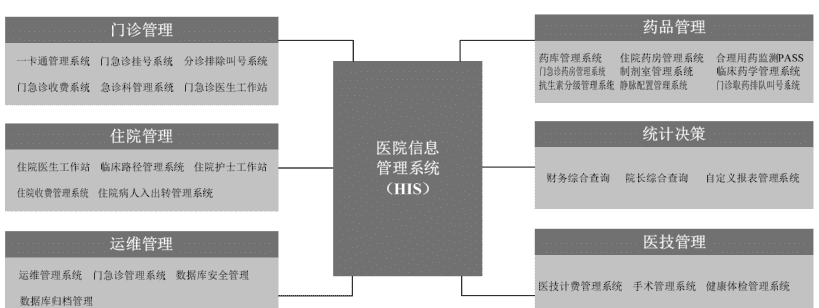 门诊管理
一卡通管理系统 门急诊挂号系统 分诊排除叫号系统
门急诊收费系统 急诊科管理系统 门急诊医生工作站
住院管理
住院医生工作站 临床路径管理系统 住院护士工作站
住院收费管理系统 住院病人入出转管理系统
运维管理
运维管理系统 门急诊管理系统 数据库安全管理
数据库归档管理
医院信息
管理系统
（HIS）
药品管理
药库管理系统 住院药房管理系统 合理用药监测PASS
门急诊药房管理系统 制剂室管理系统 临床药学管理系统
抗生素分级管理系统 静脉配置管理系统 门诊取药排队叫号系统
统计决策
财务综合查询 院长综合查询 自定义报表管理系统
医技管理
医技计费管理系统 手术管理系统 健康体检管理系统